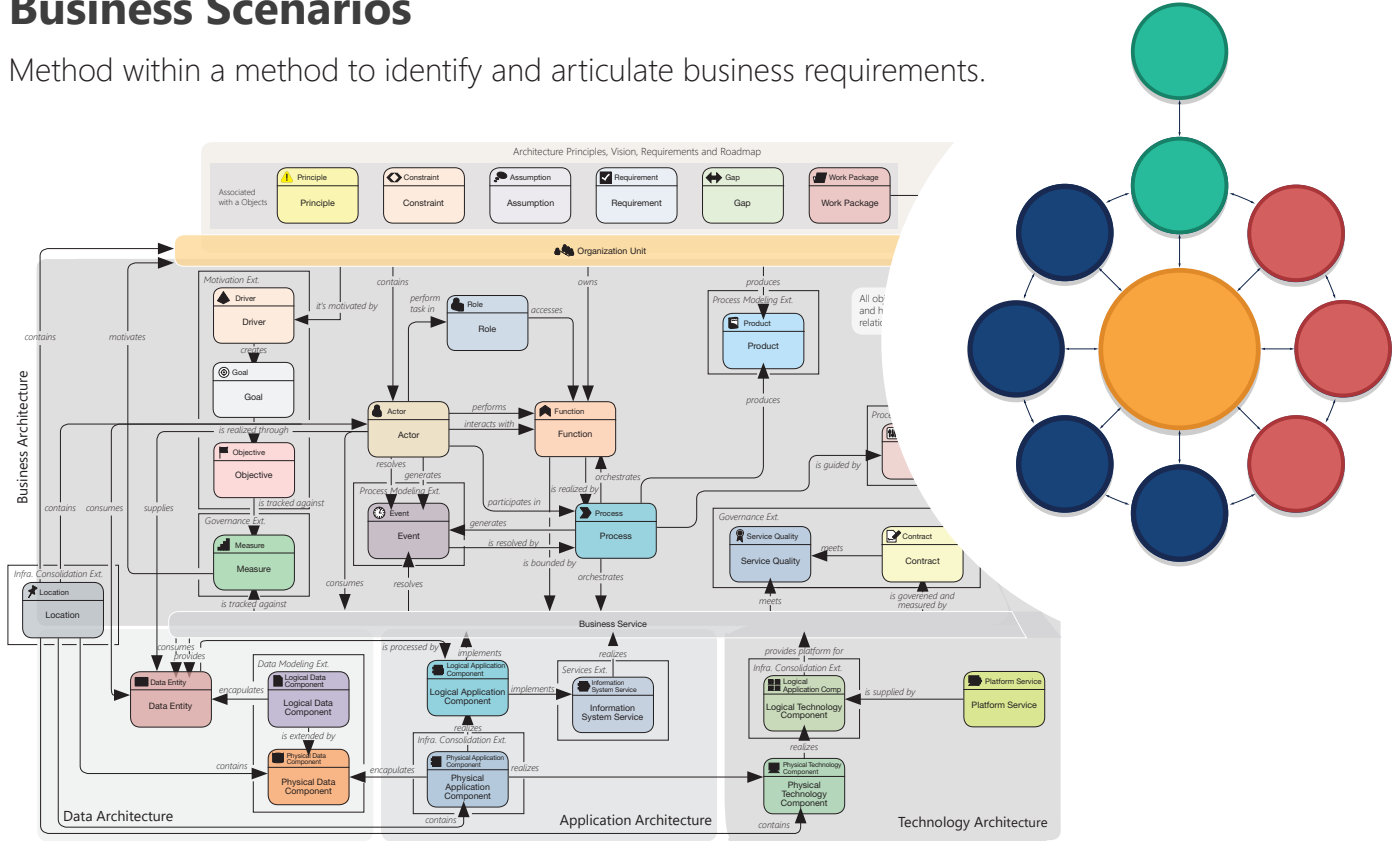 Business Scenarios
Method within a method to identify and articulate business requirements.
Architecture Principles, Vision, Requirements and Roadmap
Associated
with a Objects
Principle
Principle
Constraint
Constraint
Assumption
Assumption
Requirement
Requirement
Gap
Gap
Work Package
Work Package
Organization Unit
Business Architecture
contains
motivates
Motivation Ext.
Driver
Driver
it's motivated by
creates
Goal
Goal
is realized through
Objective
Objective
is tracked against
Governance Ext.
Measure
Measure
is tracked against
contains
consumes
supplies
contains
perform
task in
Role
Role
accesses
owns
produces
Process Modeling Ext.
Product
Product
produces
All
and
Actor
Actor
performs
interacts with
Function
Function
resolves
generates
Process Modeling Ext.
Event
Event
participates in
is realized by
orchestrates
generates
is resolved by
Process
Process
is guided by
is bounded by
orchestrates
consumes
resolves
Governance Ext.
Service Quality
Service Quality
meets
Contract
Contract
meets
is goverened and
measured by
Infra. Consolidation Ext.
Location
Location
Business Service
consumes
provides
is processed by
implements
realizes
provides platform for
Data Entity
Data Entity
encapsulates
Data Modeling Ext.
Logical Data
Component
Logical Data
Component
is extended by
Physical Data
Component
Physical Data
Component
contains
encapsulates
Logical Application
Component
Logical Application
Component
implements
Services Ext.
Information
System Service
Information
System Service
realizes
Infra. Consolidation Ext.
Physical Application
Component
Physical
Application
Component
realizes
contains
Infra. Consolidation Ext.
Logical
Application Comp
Logical Technology
Component
is supplied by
Platform Service
Platform Service
realizes
Physical Technology
Component
Physical
Technology
Component
contains
Data Architecture
Application Architecture
Technology Architecture